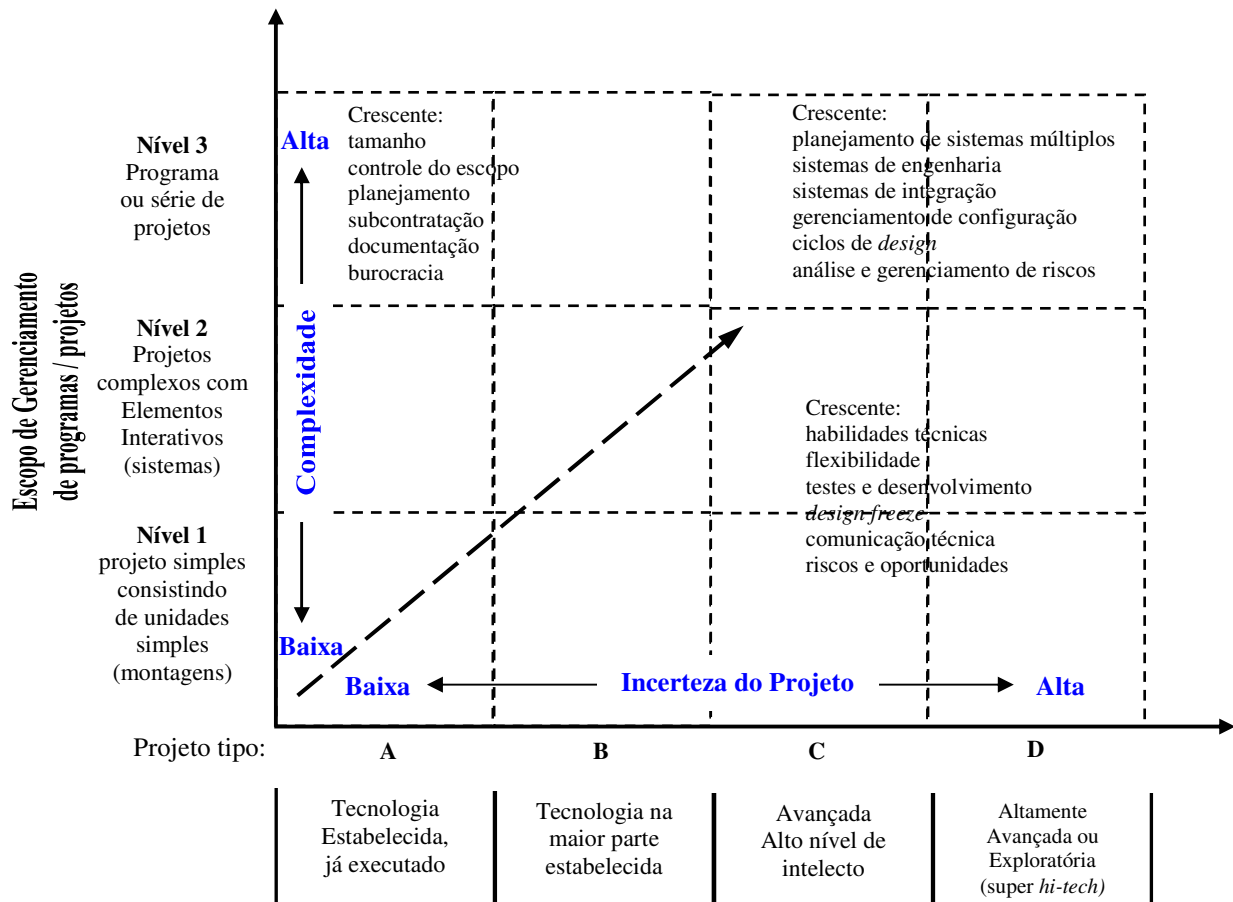 Escopo de Gerenciamento
de programas / projetos
Nível 3
Programa
ou série de
projetos
Nível 2
Projetos
complexos com
Elementos
Interativos
(sistemas)
Nível 1
projeto simples
consistindo
de unidades
simples
(montagens)
Alta
Complexidade
Baixa
Crescente:
tamanho
controle do escopo
planejamento
subcontratação
documentação
burocracia
Crescente:
planejamento de sistemas múltiplos
sistemas de engenharia
sistemas de integração
gerenciamento de configuração
ciclos de design
análise e gerenciamento de riscos
Crescente:
habilidades técnicas
flexibilidade
testes e desenvolvimento
design freeze
comunicação técnica
riscos e oportunidades
Baixa
Incerteza do Projeto
Alta
Projeto tipo:
A
B
C
D
Tecnologia
Estabelecida,
já executado
Tecnologia na
maior parte
estabelecida
Avançada
Alto nível de
intelecto
Altamente
Avançada ou
Exploratória
(super hi-tech)